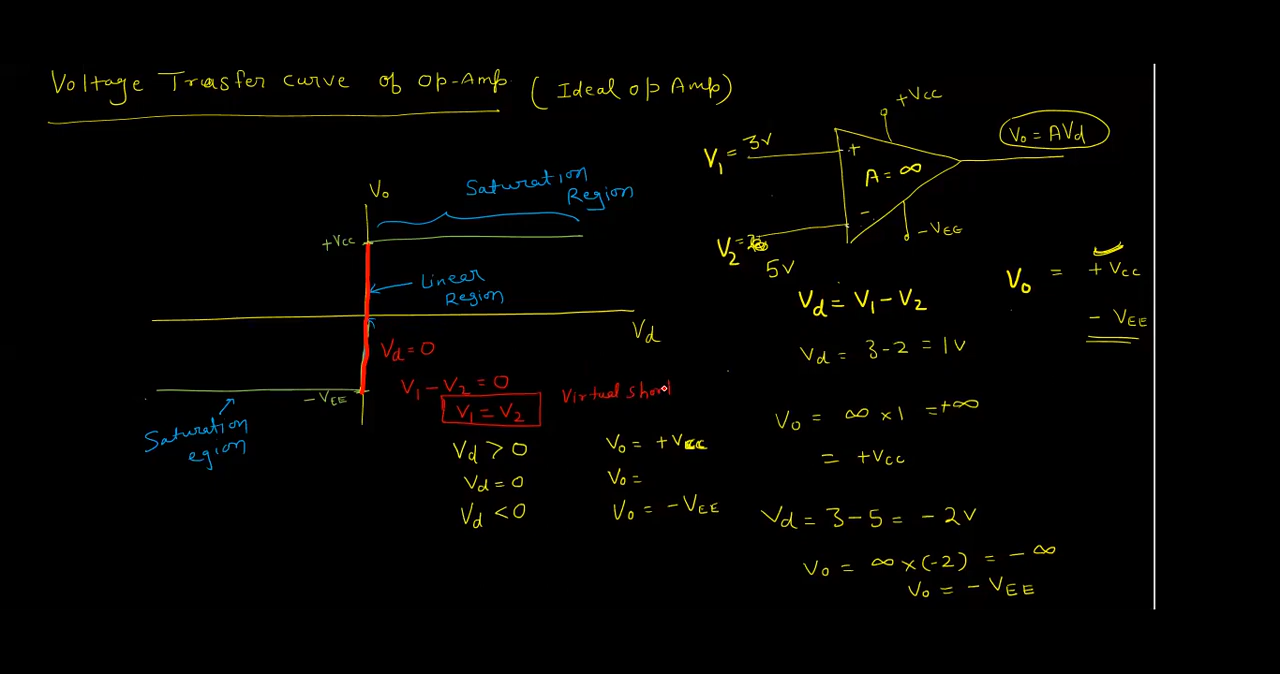 Voltage Transfer curve of Op-Amp (Ideal op Amp)
+Vcc
V1 = 3V
+
A = ∞
-
Vo = AVd
-VEE
V2 =
5V
Vo
Saturation
Region
+Vcc
Linear
Region
Vd
Vd = 0
V1 - V2 = 0
V1 = V2
Virtual Short
-VEE
Saturation
egion
Vd > 0 Vo = +Vcc
Vd = 0 Vo =
Vd < 0 Vo = -VEE
Vd = V1 - V2
Vo = + Vcc
- VEE
Vd = 3-2 = 1V
Vo = ∞ x 1 = +∞
= +Vcc
Vd = 3-5 = -2V
Vo = ∞ x (-2) = -∞
Vo = -VEE